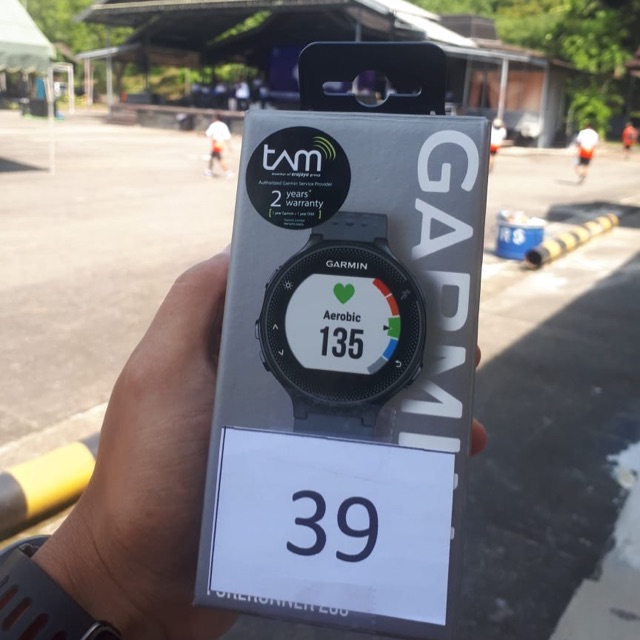 tam
member of erajaya group
Authorized Garmin Service Provider
2 years*
warranty
GARMIN
GARMIN
Aerobic
135
39